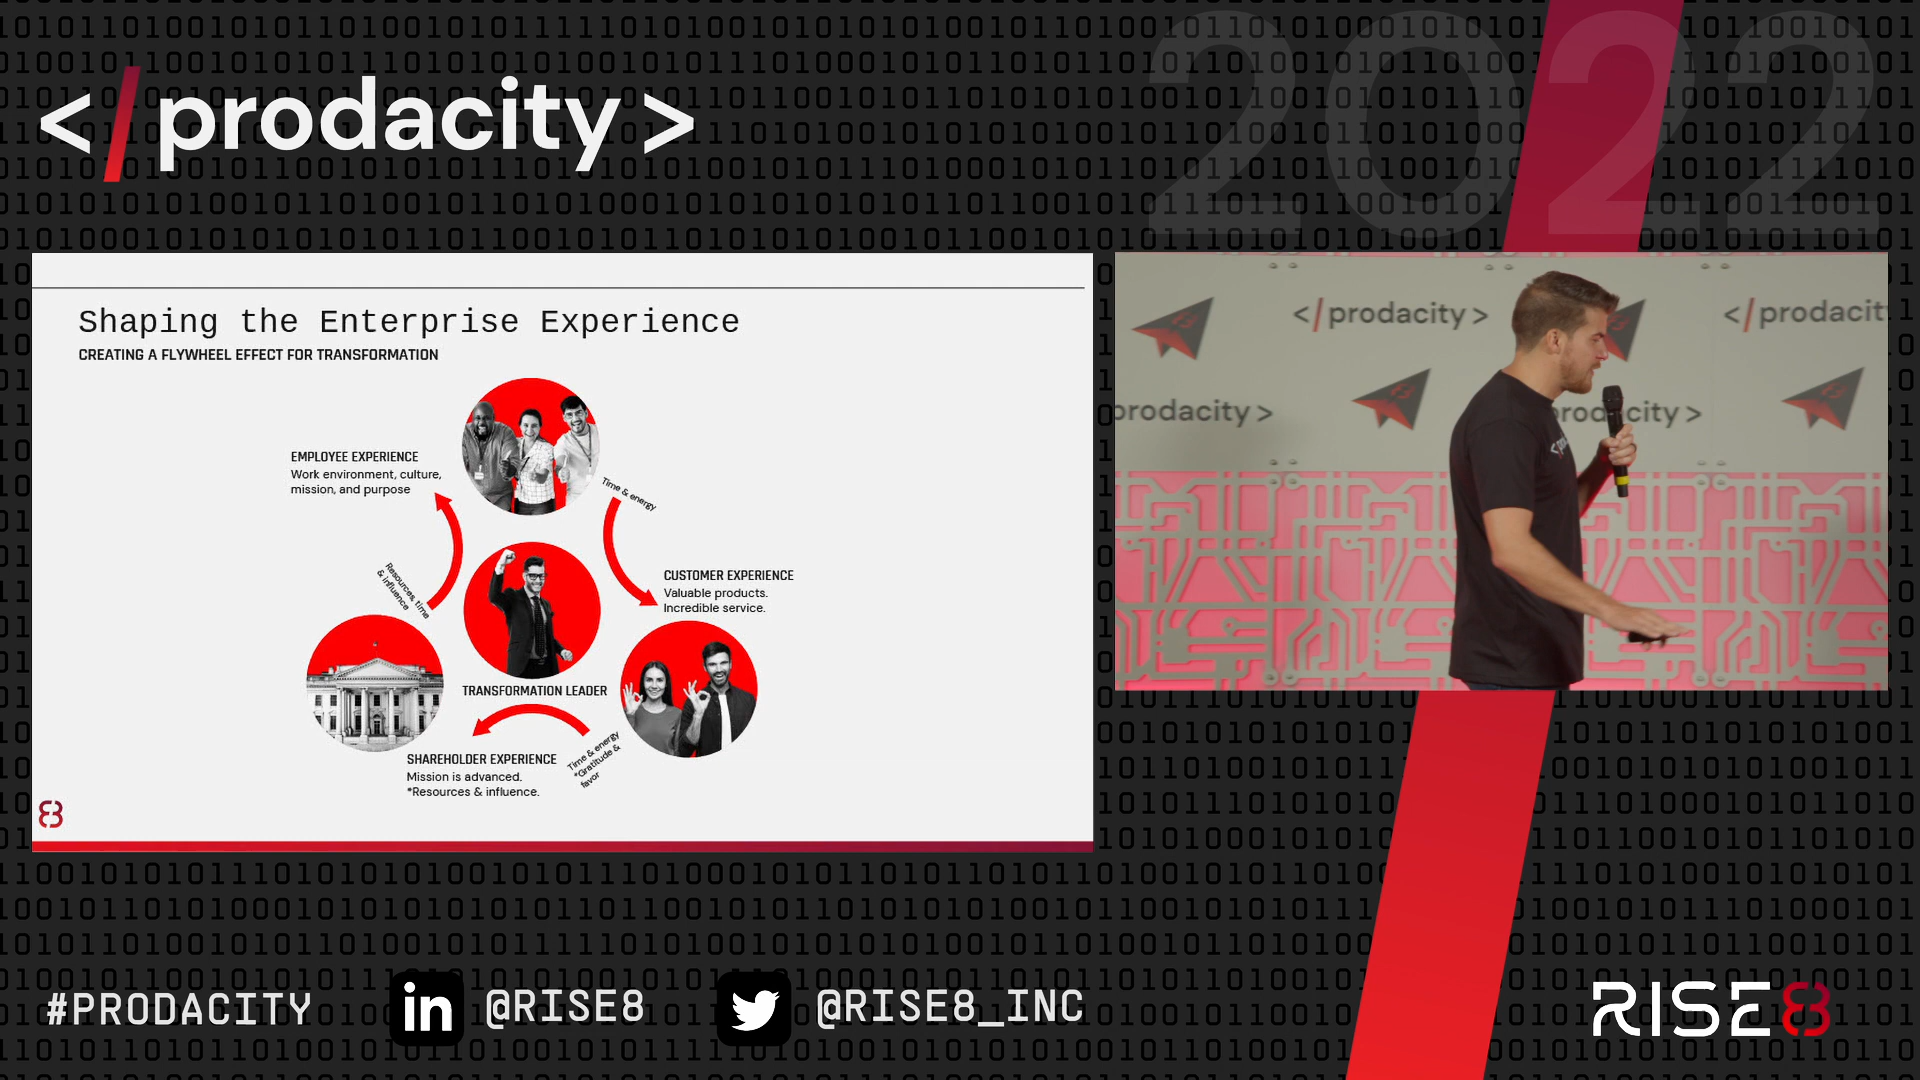 2022
</prodacity>
Shaping the Enterprise Experience
CREATING A FLYWHEEL EFFECT FOR TRANSFORMATION
EMPLOYEE EXPERIENCE
Work environment, culture,
mission, and purpose
Time & energy
CUSTOMER EXPERIENCE
Valuable products.
Incredible service.
Resources, time
& influence
TRANSFORMATION LEADER
Time & energy
*Gratitude &
favor
SHAREHOLDER EXPERIENCE
Mission is advanced.
*Resources & influence.
</prodacity>
</prodacit
prodacity>
prodacity>
#PRODACITY
in @RISE8
@RISE8_INC
RISE8